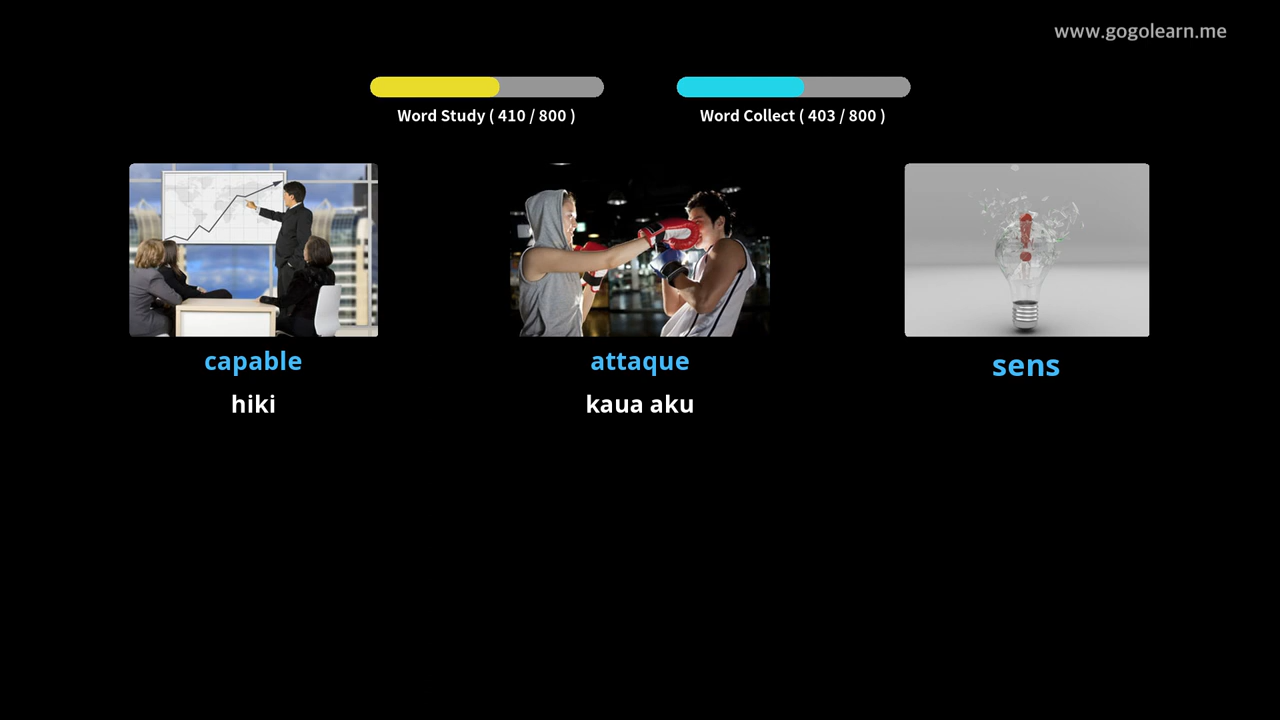 www.gogolearn.me
Word Study ( 410 / 800 )
Word Collect ( 403 / 800 )
capable
hiki
attaque
kaua aku
sens